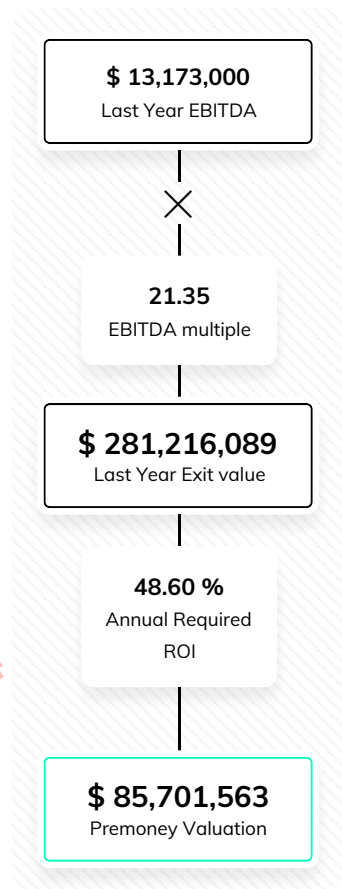 $ 13,173,000
Last Year EBITDA
21.35
EBITDA multiple
$ 281,216,089
Last Year Exit value
48.60 %
Annual Required
ROI
$ 85,701,563
Premoney Valuation